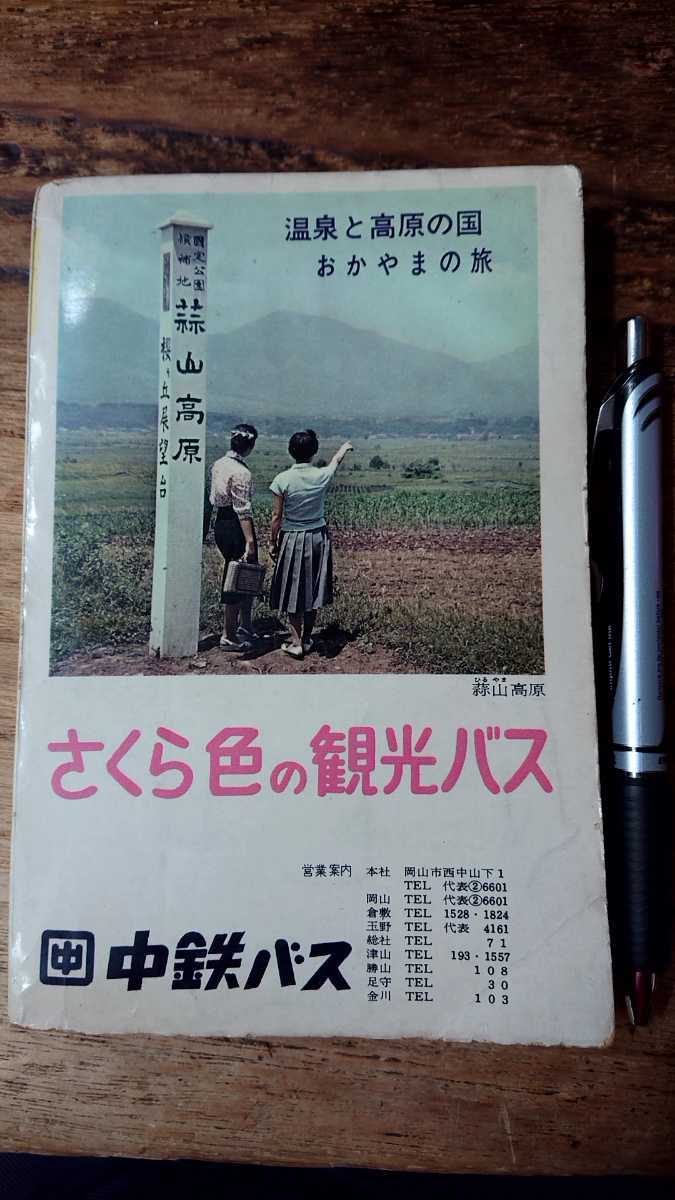 温泉と高原の国
おかやまの旅
國定公園
候補地
蒜山高原
桜ヶ丘展望台
ひるやま
蒜山高原
さくら色の観光バス
営業案内 本社 岡山市西中山下1
TEL 代表②6601
岡山 TEL 代表②6601
倉敷 TEL 1528・1824
玉野 TEL 代表 4161
総社 TEL 71
津山 TEL 193・1557
勝山 TEL 108
足守 TEL 30
金川 TEL 103
中 中鉄バス